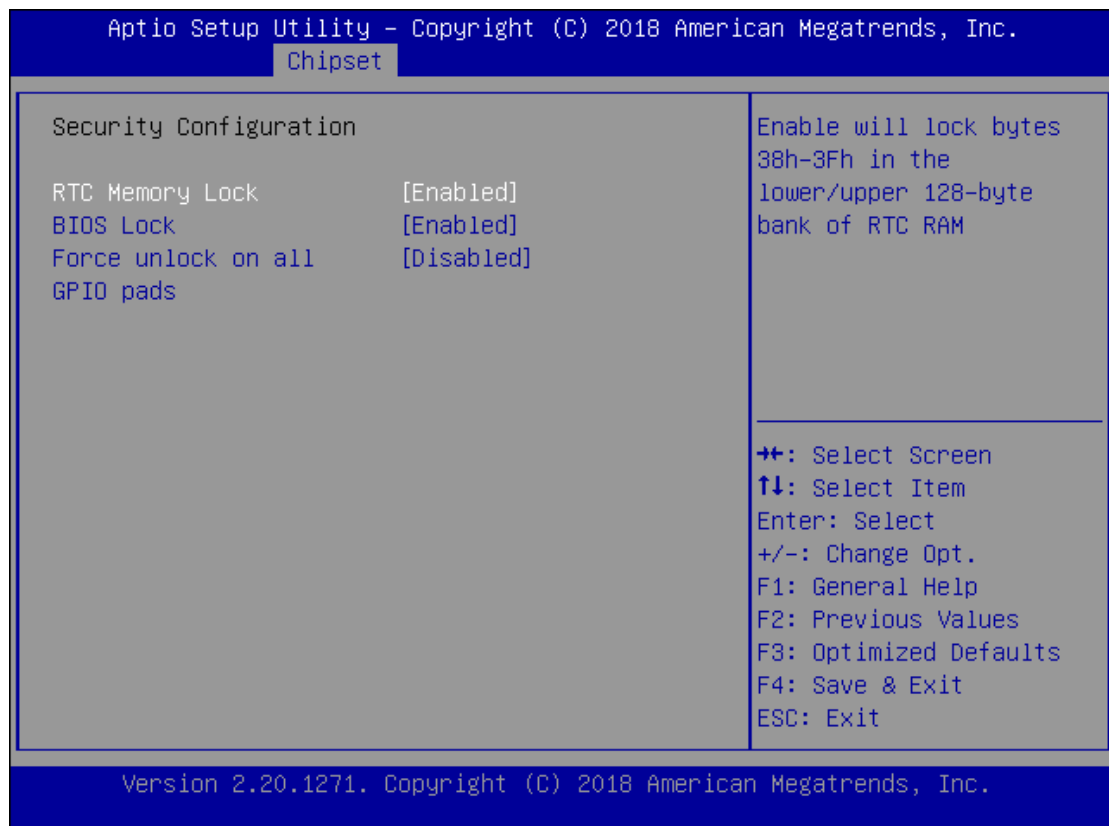 Aptio Setup Utility – Copyright (C) 2018 American Megatrends, Inc.
Chipset
Security Configuration
RTC Memory Lock [Enabled]
BIOS Lock [Enabled]
Force unlock on all [Disabled]
GPIO pads
Enable will lock bytes
38h–3Fh in the
lower/upper 128–byte
bank of RTC RAM
→←: Select Screen
↑↓: Select Item
Enter: Select
+/–: Change Opt.
F1: General Help
F2: Previous Values
F3: Optimized Defaults
F4: Save & Exit
ESC: Exit
Version 2.20.1271. Copyright (C) 2018 American Megatrends, Inc.